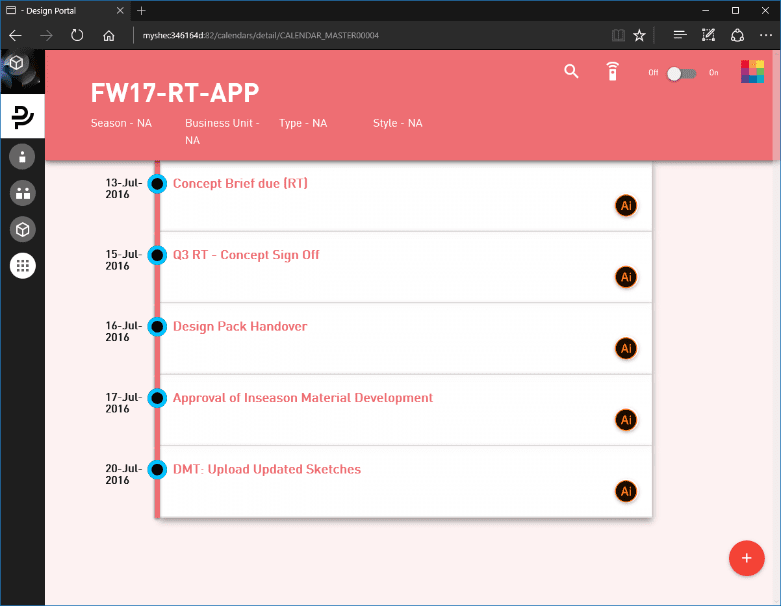 - Design Portal
myshec346164d:82/calendars/detail/CALENDAR_MASTER00004
Off
On
FW17-RT-APP
Season - NA
Business Unit -
NA
Type - NA
Style - NA
13-Jul-
2016
Concept Brief due (RT)
Ai
15-Jul-
2016
Q3 RT - Concept Sign Off
Ai
16-Jul-
2016
Design Pack Handover
Ai
17-Jul-
2016
Approval of Inseason Material Development
Ai
20-Jul-
2016
DMT: Upload Updated Sketches
Ai